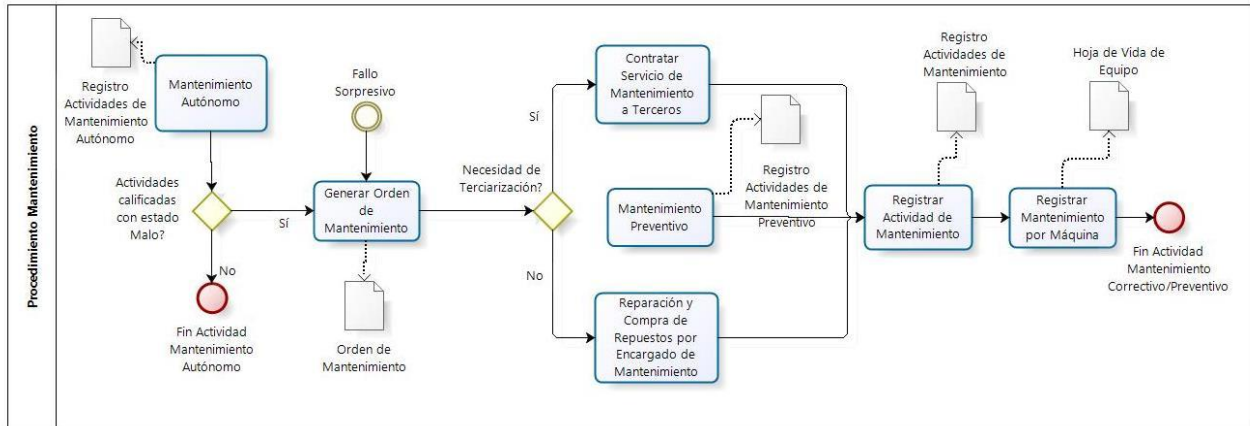 Procedimiento Mantenimiento
Registro
Actividades de
Mantenimiento
Autónomo
Mantenimiento
Autónomo
Actividades
calificadas
con estado
Malo?
Sí
No
Fin Actividad
Mantenimiento
Autónomo
Fallo
Sorpresivo
Generar Orden
de
Mantenimiento
Orden de
Mantenimiento
Necesidad de
Terciarización?
Sí
No
Contratar
Servicio de
Mantenimiento
a Terceros
Mantenimiento
Preventivo
Registro
Actividades de
Mantenimiento
Preventivo
Reparación y
Compra de
Repuestos por
Encargado de
Mantenimiento
Registro
Actividades de
Mantenimiento
Registrar
Actividad de
Mantenimiento
Hoja de Vida de
Equipo
Registrar
Mantenimiento
por Máquina
Fin Actividad
Mantenimiento
Correctivo/Preventivo